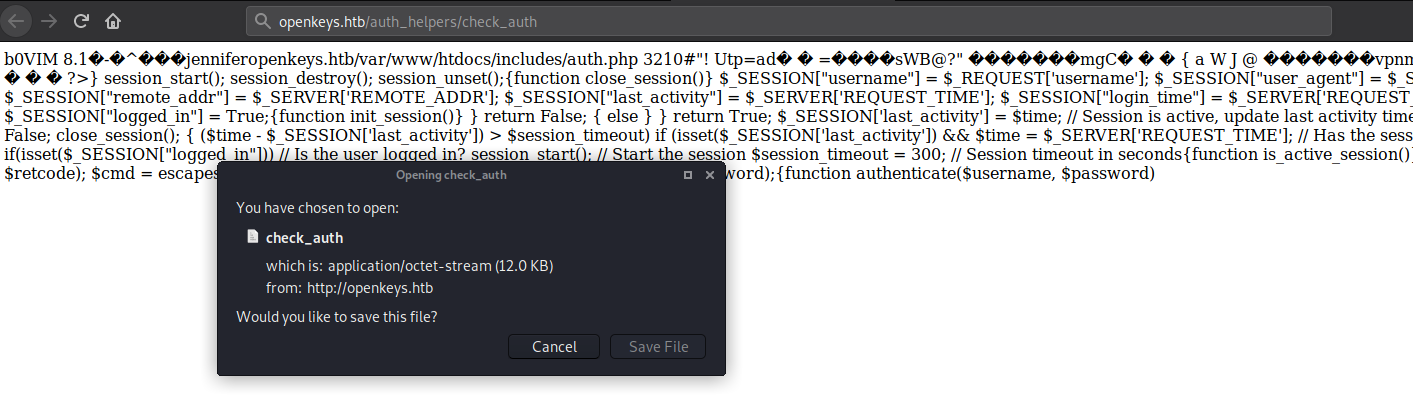 openkeys.htb/auth_helpers/check_auth
b0VIM 8.1�-�^���jenniferopenkeys.htb/var/www/htdocs/includes/auth.php 3210#"! Utp=ad� � =����sWB@?" �������mgC� � � { a W J @ �������vpnm
� � � ?>} session_start(); session_destroy(); session_unset();{function close_session()} $_SESSION["username"] = $_REQUEST['username']; $_SESSION["user_agent"] = $_S
$_SESSION["remote_addr"] = $_SERVER['REMOTE_ADDR']; $_SESSION["last_activity"] = $_SERVER['REQUEST_TIME']; $_SESSION["login_time"] = $_SERVER['REQUEST_
$_SESSION["logged_in"] = True;{function init_session()} } return False; { else } } return True; $_SESSION['last_activity'] = $time; // Session is active, update last activity time
False; close_session(); { ($time - $_SESSION['last_activity']) > $session_timeout) if (isset($_SESSION['last_activity']) && $time = $_SERVER['REQUEST_TIME']; // Has the sess
if(isset($_SESSION["logged_in"])) // Is the user logged in? session_start(); // Start the session $session_timeout = 300; // Session timeout in seconds{function is_active_session()
$retcode); $cmd = escapes word);{function authenticate($username, $password)
Opening check_auth
You have chosen to open:
check_auth
which is: application/octet-stream (12.0 KB)
from: http://openkeys.htb
Would you like to save this file?
Cancel Save File